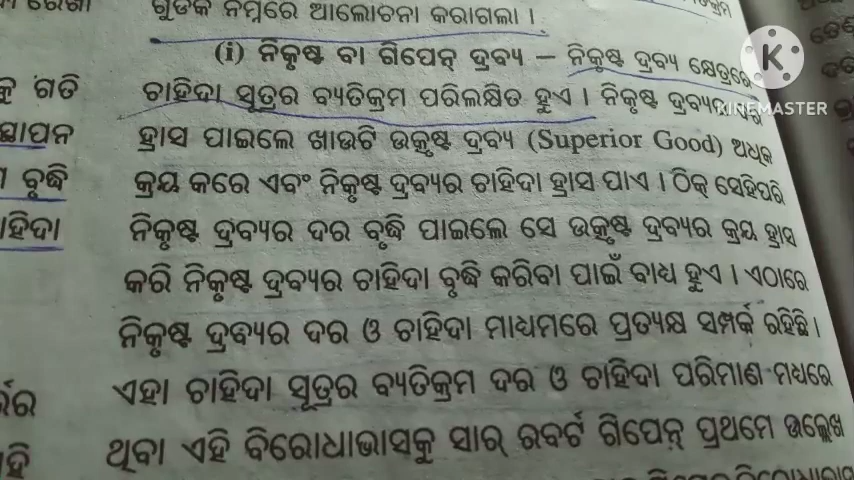 ଗୁଡିକ ନିମ୍ନରେ ଆଲୋଚନା କରାଗଲା ।
(i) ନିକୃଷ୍ଟ ବା ଗିପେନ୍ ଦ୍ରବ୍ୟ – ନିକୃଷ୍ଟ ଦ୍ରବ୍ୟ କ୍ଷେତ୍ରରେ
କୁ ଗତି ଚାହିଦା ସୂତ୍ରର ବ୍ୟତିକ୍ରମ ପରିଲକ୍ଷିତ ହୁଏ । ନିକୃଷ୍ଟ
KINEMASTER
ସ୍ଥାପନ ହ୍ରାସ ପାଇଲେ ଖାଉଟି ଉତ୍କୃଷ୍ଟ ଦ୍ରବ୍ୟ (Superior Good) ଅଧିକ
ବୃଦ୍ଧି କ୍ରୟ କରେ ଏବଂ ନିକୃଷ୍ଟ ଦ୍ରବ୍ୟର ଚାହିଦା ହ୍ରାସ ପାଏ । ଠିକ୍ ସେହିପରି
ାହିଦା ନିକୃଷ୍ଟ ଦ୍ରବ୍ୟର ଦର ବୃଦ୍ଧି ପାଇଲେ ସେ ଉତ୍କୃଷ୍ଟ ଦ୍ରବ୍ୟର କ୍ରୟ ହ୍ରାସ
କରି ନିକୃଷ୍ଟ ଦ୍ରବ୍ୟର ଚାହିଦା ବୃଦ୍ଧି କରିବା ପାଇଁ ବାଧ୍ୟ ହୁଏ । ଏଠାରେ
ନିକୃଷ୍ଟ ଦ୍ରବ୍ୟର ଦର ଓ ଚାହିଦା ମାଧ୍ୟମରେ ପ୍ରତ୍ୟକ୍ଷ ସମ୍ପର୍କ ରହିଛି ।
ଏହା ଚାହିଦା ସୂତ୍ରର ବ୍ୟତିକ୍ରମ ଦର ଓ ଚାହିଦା ପରିମାଣ ମଧ୍ୟରେ
ଥିବା ଏହି ବିରୋଧାଭାସକୁ ସାର୍ ରବର୍ଟ ଗିପେନ୍ ପ୍ରଥମେ ଉଲ୍ଲେଖ